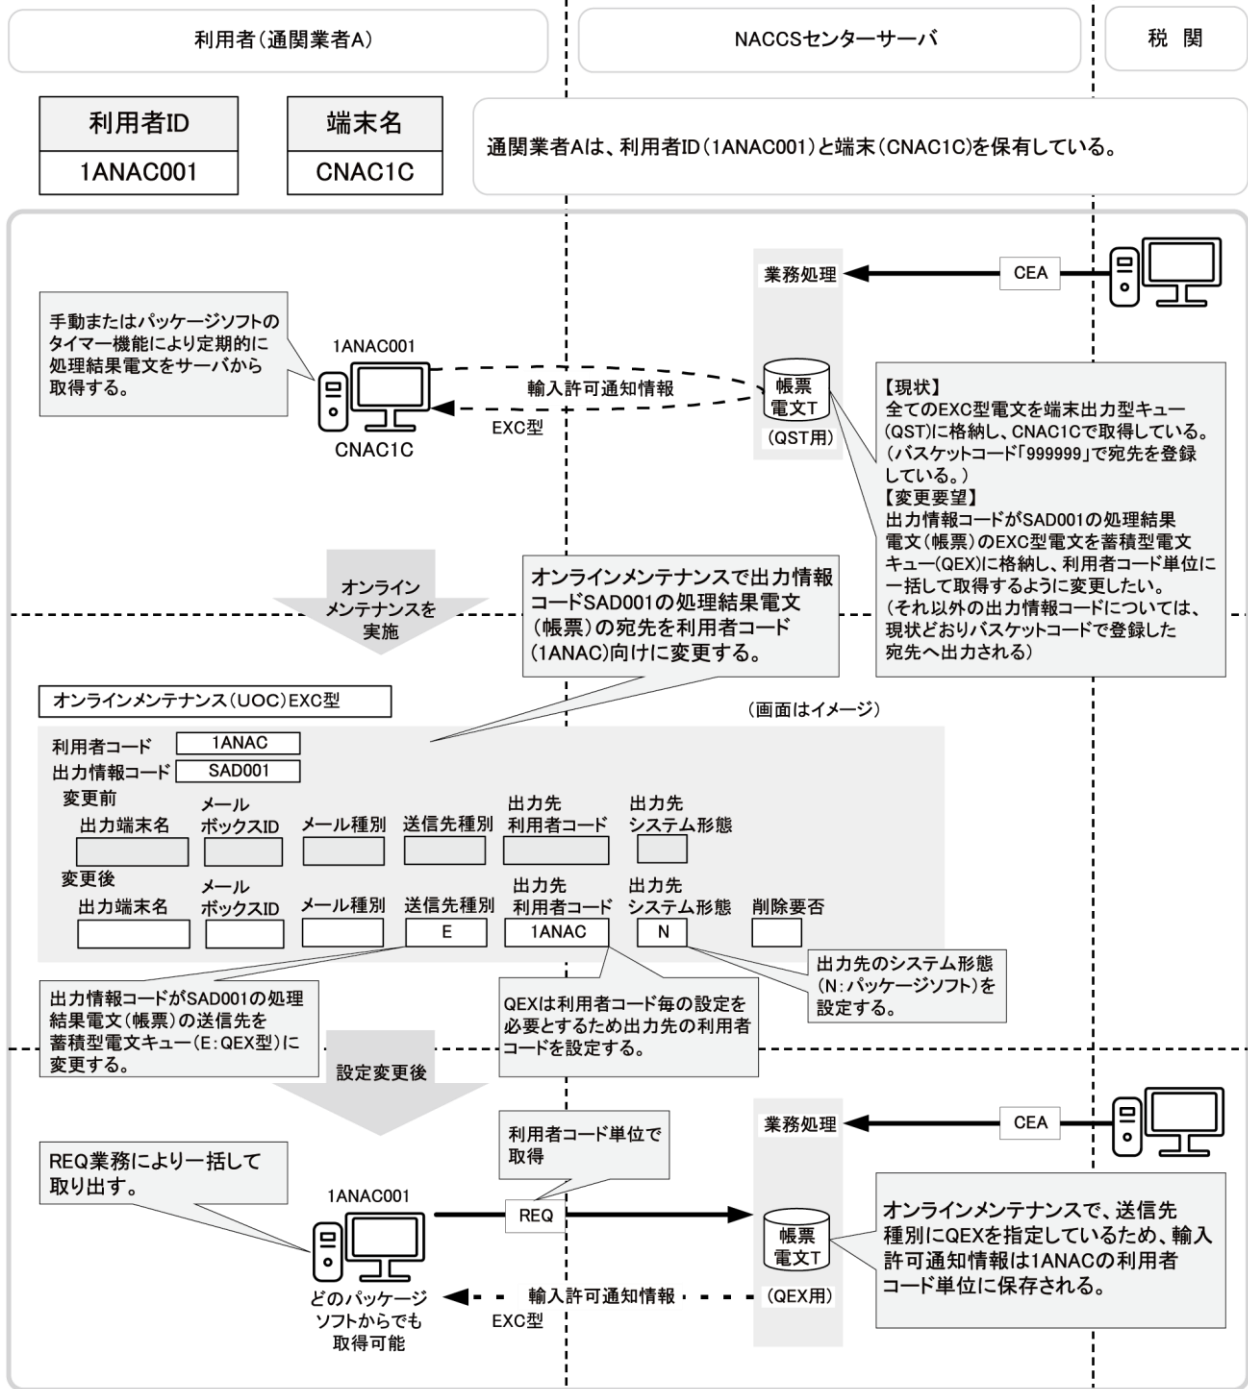 利用者（通関業者A）
NACCSセンターサーバ
税　関
利用者ID
1ANAC001
端末名
CNAC1C
通関業者Aは、利用者ID（1ANAC001）と端末（CNAC1C）を保有している。
業務処理
CEA
手動またはパッケージソフトの
タイマー機能により定期的に
処理結果電文をサーバから
取得する。
1ANAC001
CNAC1C
輸入許可通知情報
EXC型
帳票
電文T
（QST用）
【現状】
全てのEXC型電文を端末出力型キュー
(QST)に格納し、CNAC1Cで取得している。
（バスケットコード「999999」で宛先を登録
している。）
【変更要望】
出力情報コードがSAD001の処理結果
電文（帳票）のEXC型電文を蓄積型電文
キュー(QEX)に格納し、利用者コード単位に
一括して取得するように変更したい。
（それ以外の出力情報コードについては、
現状どおりバスケットコードで登録した
宛先へ出力される）
オンライン
メンテナンスを
実施
オンラインメンテナンスで出力情報
コードSAD001の処理結果電文
（帳票）の宛先を利用者コード
(1ANAC)向けに変更する。
オンラインメンテナンス（UOC）EXC型
（画面はイメージ）
利用者コード　1ANAC
出力情報コード　SAD001
変更前
出力端末名　メールボックスID　メール種別　送信先種別　出力先利用者コード　出力先システム形態
変更後
出力端末名　メールボックスID　メール種別　送信先種別　出力先利用者コード　出力先システム形態　削除要否
E　1ANAC　N
出力情報コードがSAD001の処理
結果電文（帳票）の送信先を
蓄積型電文キュー（E：QEX型）に
変更する。
QEXは利用者コード毎の設定を
必要とするため出力先の利用者
コードを設定する。
出力先のシステム形態
（N：パッケージソフト）を
設定する。
設定変更後
業務処理
CEA
利用者コード単位で
取得
REQ業務により一括して
取り出す。
1ANAC001
REQ
どのパッケージ
ソフトからでも
取得可能
輸入許可通知情報
EXC型
帳票
電文T
（QEX用）
オンラインメンテナンスで、送信先
種別にQEXを指定しているため、輸入
許可通知情報は1ANACの利用者
コード単位に保存される。